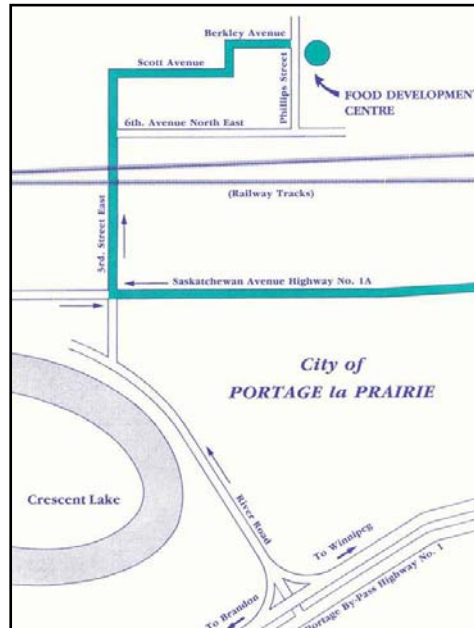 Berkley Avenue
Scott Avenue
Phillips Street
FOOD DEVELOPMENT
CENTRE
6th. Avenue North East
(Railway Tracks)
3rd. Street East
Saskatchewan Avenue Highway No. 1A
City of
PORTAGE la PRAIRIE
Crescent Lake
River Road
To Winnipeg
To Brandon
Portage By-Pass Highway No. 1